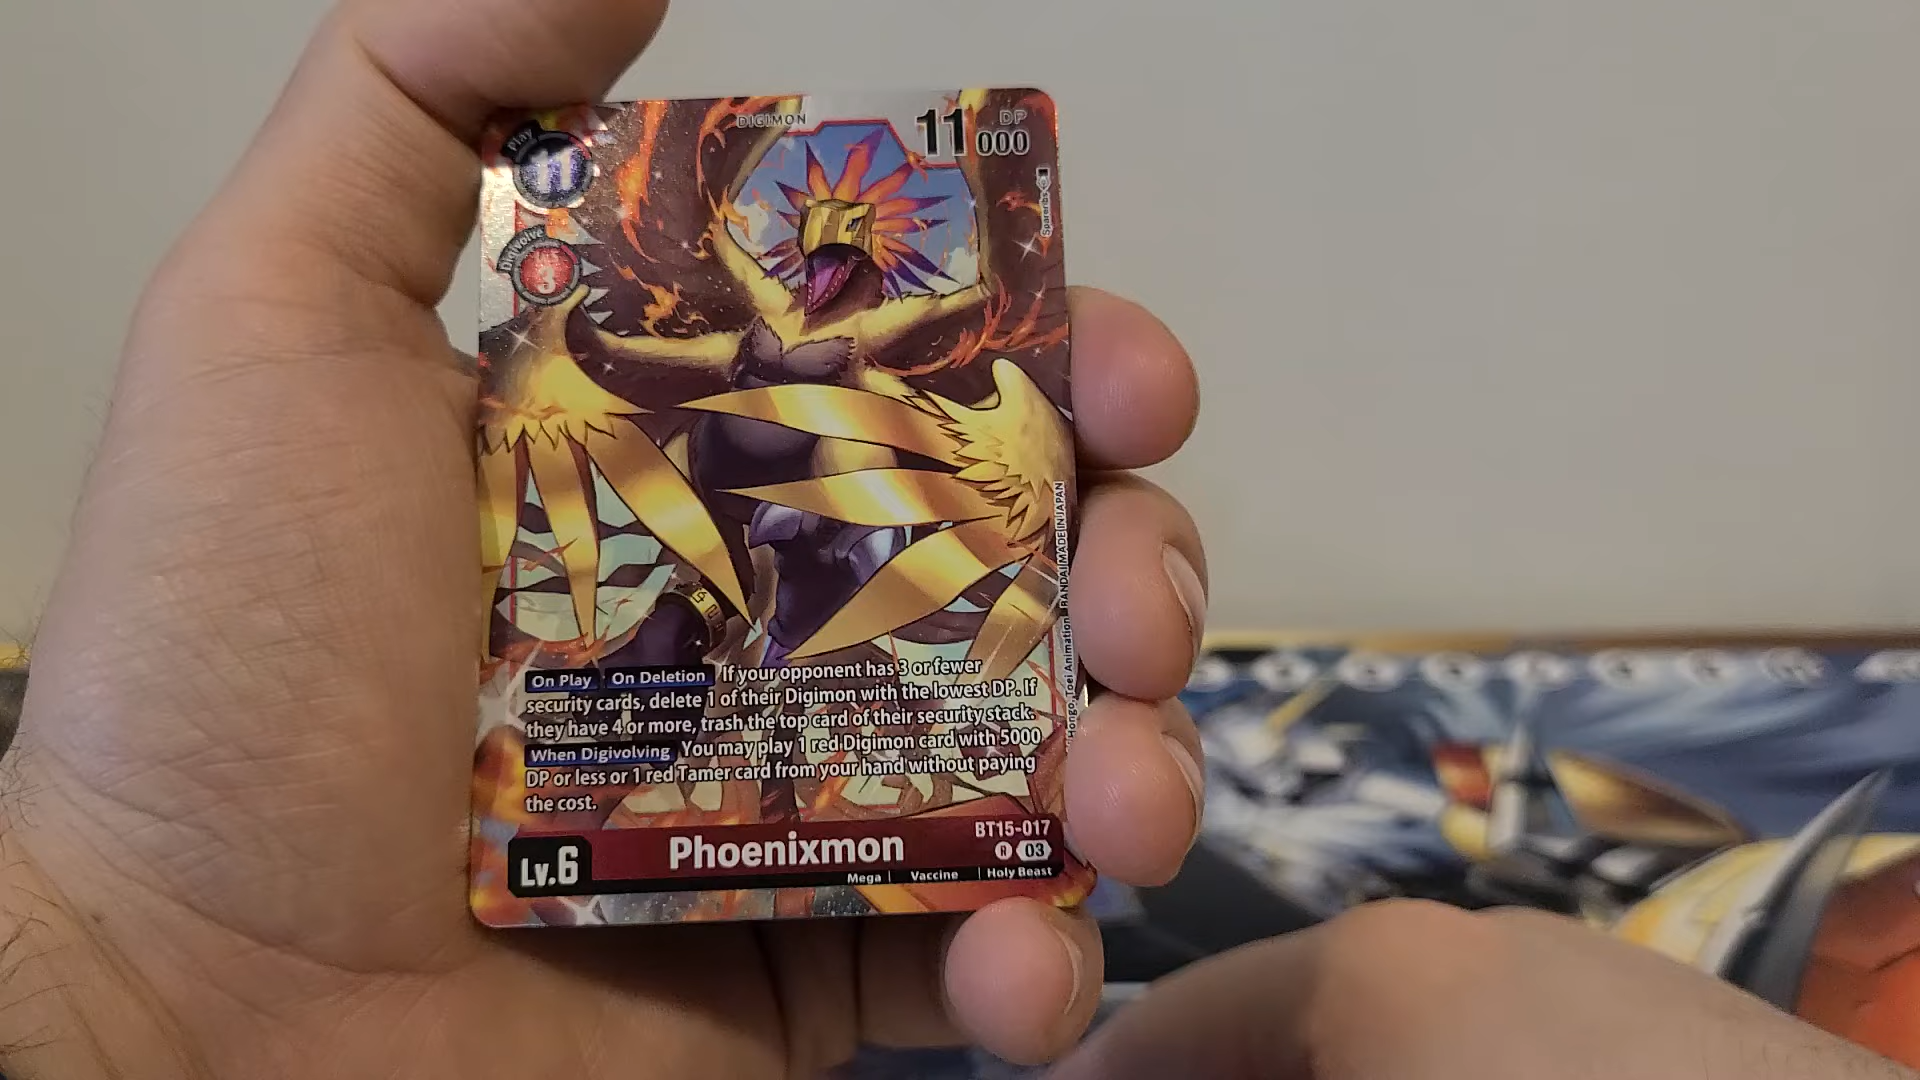 DIGIMON
Play
11
11000
DP
Digivolve
3
Spareribs
Hongo, Toei Animation BANDAI MADE IN JAPAN
On Play On Deletion If your opponent has 3 or fewer
security cards, delete 1 of their Digimon with the lowest DP. If
they have 4 or more, trash the top card of their security stack.
When Digivolving You may play 1 red Digimon card with 5000
DP or less or 1 red Tamer card from your hand without paying
the cost.
BT15-017
Lv.6
Phoenixmon
R 03
Mega | Vaccine | Holy Beast